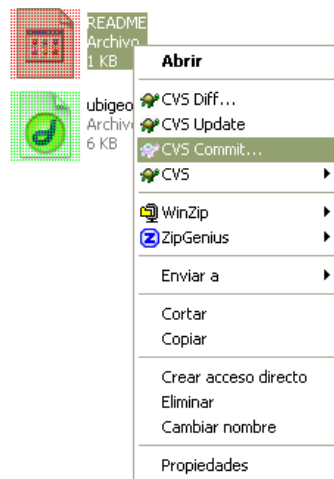 README
Archivo
1 KB
ubigeo
6 KB
Abrir
CVS Diff...
CVS Update
CVS Commit...
CVS
WinZip
ZipGenius
Enviar a
Cortar
Copiar
Crear acceso directo
Eliminar
Cambiar nombre
Propiedades